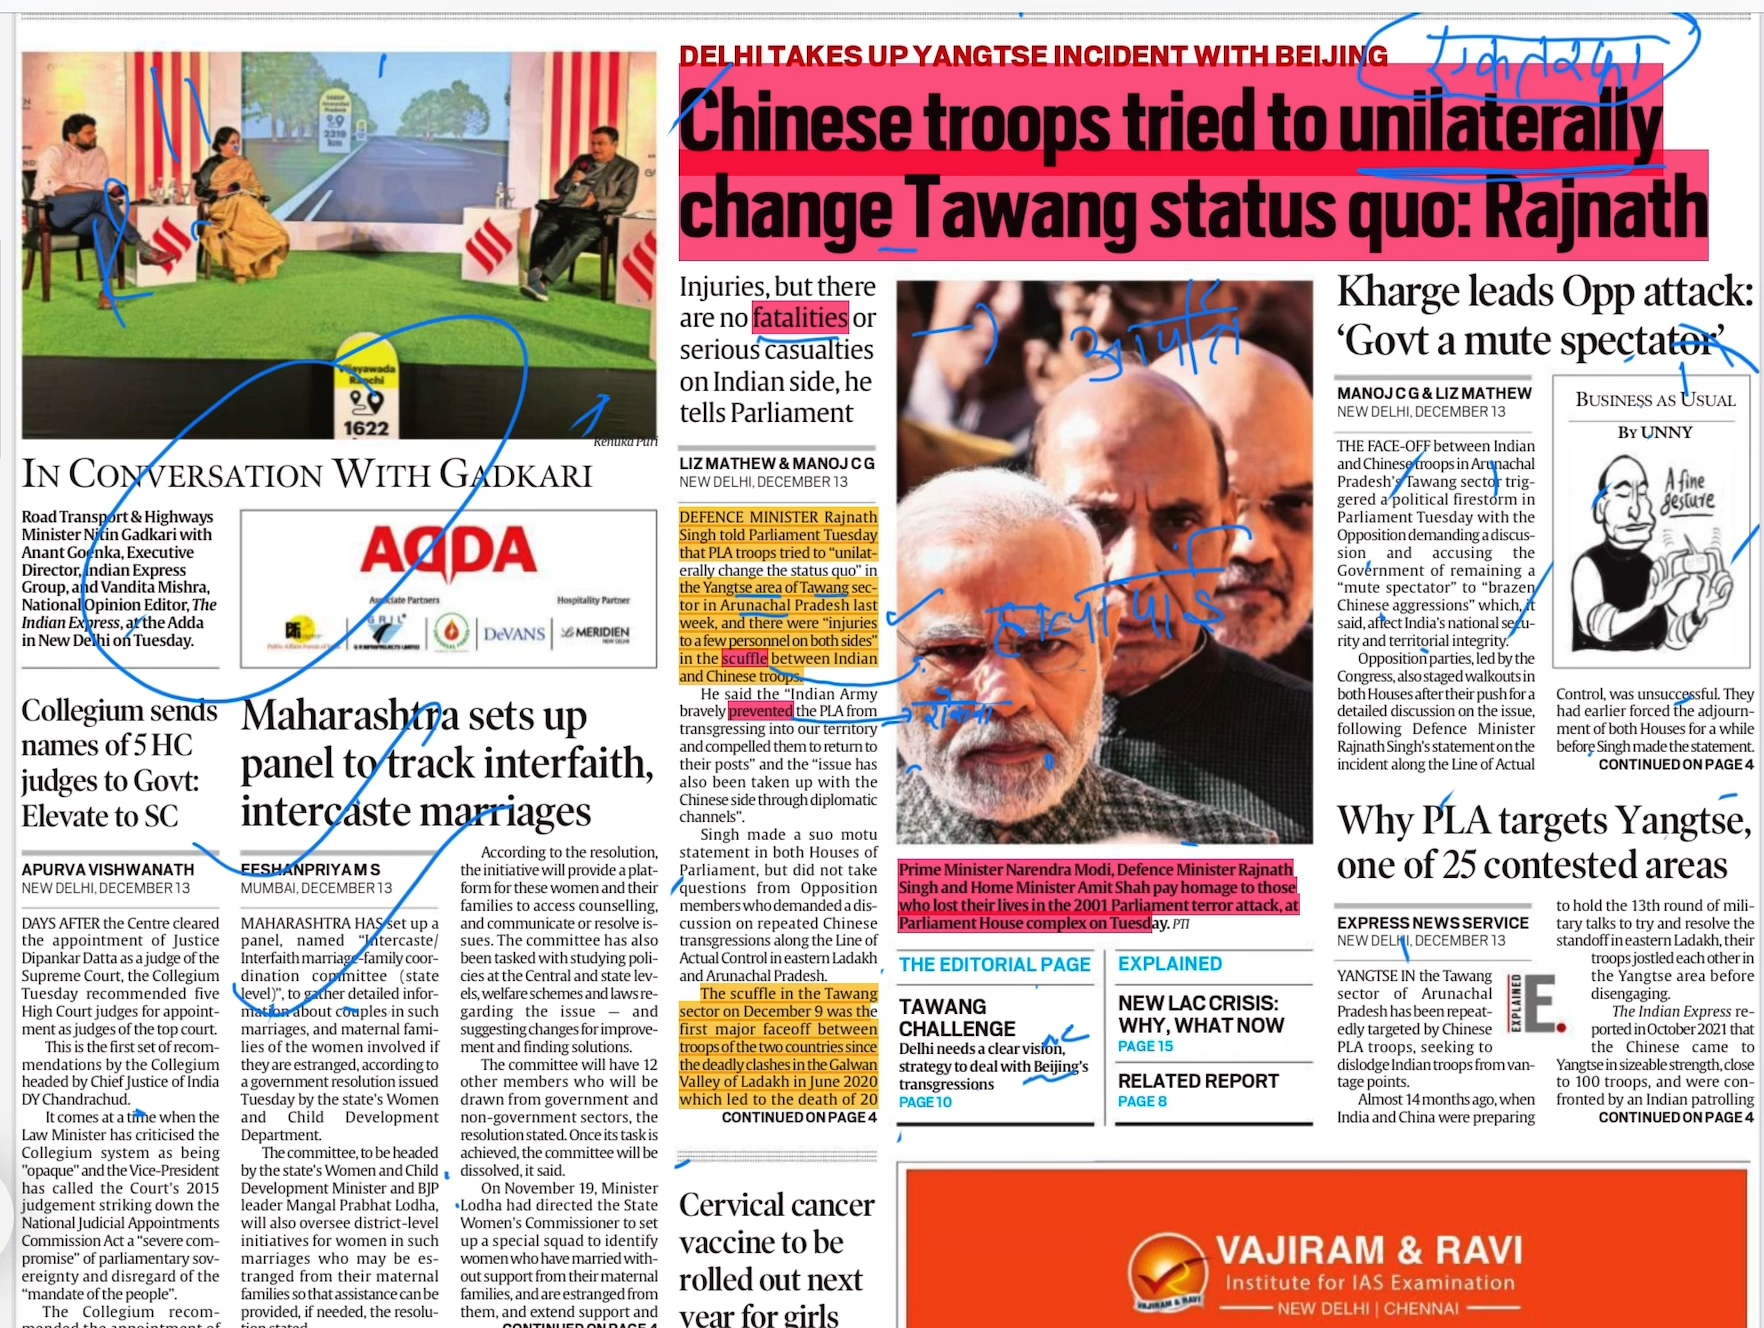 DELHI TAKES UP YANGTSE INCIDENT WITH BEIJING
एकतरफा
Chinese troops tried to unilaterally
change Tawang status quo: Rajnath
2319
km
Vijayawada
Ranchi
1622
Renuka Puri
IN CONVERSATION WITH GADKARI
Road Transport & Highways
Minister Nitin Gadkari with
Anant Goenka, Executive
Director, Indian Express
Group, and Vandita Mishra,
National Opinion Editor, The
Indian Express, at the Adda
in New Delhi on Tuesday.
ADDA
Associate Partners
Hospitality Partner
DeVANS
LE MERIDIEN
NEW DELHI
Collegium sends
names of 5 HC
judges to Govt:
Elevate to SC
APURVA VISHWANATH
NEW DELHI, DECEMBER 13
DAYS AFTER the Centre cleared
the appointment of Justice
Dipankar Datta as a judge of the
Supreme Court, the Collegium
Tuesday recommended five
High Court judges for appoint-
ment as judges of the top court.
This is the first set of recom-
mendations by the Collegium
headed by Chief Justice of India
DY Chandrachud.
It comes at a time when the
Law Minister has criticised the
Collegium system as being
"opaque" and the Vice-President
has called the Court's 2015
judgement striking down the
National Judicial Appointments
Commission Act a “severe com-
promise” of parliamentary sov-
ereignty and disregard of the
“mandate of the people”.
The Collegium recom-
mended the appointment of
Maharashtra sets up
panel to track interfaith,
intercaste marriages
EESHANPRIYA M S
MUMBAI, DECEMBER 13
MAHARASHTRA HAS set up a
panel, named “Intercaste/
Interfaith marriage-family coor-
dination committee (state
level)”, to gather detailed infor-
mation about couples in such
marriages, and maternal fami-
lies of the women involved if
they are estranged, according to
a government resolution issued
Tuesday by the state's Women
and Child Development
Department.
The committee, to be headed
by the state's Women and Child
Development Minister and BJP
leader Mangal Prabhat Lodha,
will also oversee district-level
initiatives for women in such
marriages who may be es-
tranged from their maternal
families so that assistance can be
provided, if needed, the resolu-
tion stated.
According to the resolution,
the initiative will provide a plat-
form for these women and their
families to access counselling,
and communicate or resolve is-
sues. The committee has also
been tasked with studying poli-
cies at the Central and state lev-
els, welfare schemes and laws re-
garding the issue — and
suggesting changes for improve-
ment and finding solutions.
The committee will have 12
other members who will be
drawn from government and
non-government sectors, the
resolution stated. Once its task is
achieved, the committee will be
dissolved, it said.
On November 19, Minister
Lodha had directed the State
Women's Commissioner to set
up a special squad to identify
women who have married with-
out support from their maternal
families, and are estranged from
them, and extend support and
CONTINUED ON PAGE 4
Injuries, but there
are no fatalities or
serious casualties
on Indian side, he
tells Parliament
LIZ MATHEW & MANOJ C G
NEW DELHI, DECEMBER 13
DEFENCE MINISTER Rajnath
Singh told Parliament Tuesday
that PLA troops tried to “unilat-
erally change the status quo” in
the Yangtse area of Tawang sec-
tor in Arunachal Pradesh last
week, and there were “injuries
to a few personnel on both sides”
in the scuffle between Indian
and Chinese troops.
He said the “Indian Army
bravely prevented the PLA from
transgressing into our territory
and compelled them to return to
their posts” and the “issue has
also been taken up with the
Chinese side through diplomatic
channels”.
Singh made a suo motu
statement in both Houses of
Parliament, but did not take
questions from Opposition
members who demanded a dis-
cussion on repeated Chinese
transgressions along the Line of
Actual Control in eastern Ladakh
and Arunachal Pradesh.
The scuffle in the Tawang
sector on December 9 was the
first major faceoff between
troops of the two countries since
the deadly clashes in the Galwan
Valley of Ladakh in June 2020
which led to the death of 20
CONTINUED ON PAGE 4
Cervical cancer
vaccine to be
rolled out next
year for girls
हाथापाई
रोकना
Prime Minister Narendra Modi, Defence Minister Rajnath
Singh and Home Minister Amit Shah pay homage to those
who lost their lives in the 2001 Parliament terror attack, at
Parliament House complex on Tuesday. PTI
THE EDITORIAL PAGE
TAWANG
CHALLENGE
Delhi needs a clear vision,
strategy to deal with Beijing's
transgressions
PAGE 10
EXPLAINED
NEW LAC CRISIS:
WHY, WHAT NOW
PAGE 15
RELATED REPORT
PAGE 8
Kharge leads Opp attack:
‘Govt a mute spectator’
MANOJ C G & LIZ MATHEW
NEW DELHI, DECEMBER 13
THE FACE-OFF between Indian
and Chinese troops in Arunachal
Pradesh's Tawang sector trig-
gered a political firestorm in
Parliament Tuesday with the
Opposition demanding a discus-
sion and accusing the
Government of remaining a
“mute spectator” to “brazen
Chinese aggressions” which, it
said, affect India's national secu-
rity and territorial integrity.
Opposition parties, led by the
Congress, also staged walkouts in
both Houses after their push for a
detailed discussion on the issue,
following Defence Minister
Rajnath Singh's statement on the
incident along the Line of Actual
BUSINESS AS USUAL
BY UNNY
A fine
gesture
Control, was unsuccessful. They
had earlier forced the adjourn-
ment of both Houses for a while
before Singh made the statement.
CONTINUED ON PAGE 4
Why PLA targets Yangtse,
one of 25 contested areas
EXPRESS NEWS SERVICE
NEW DELHI, DECEMBER 13
YANGTSE IN the Tawang
sector of Arunachal
Pradesh has been repeat-
edly targeted by Chinese
PLA troops, seeking to
dislodge Indian troops from van-
tage points.
Almost 14 months ago, when
India and China were preparing
EXPLAINED
E.
to hold the 13th round of mili-
tary talks to try and resolve the
standoff in eastern Ladakh, their
troops jostled each other in
the Yangtse area before
disengaging.
The Indian Express re-
ported in October 2021 that
the Chinese came to
Yangtse in sizeable strength, close
to 100 troops, and were con-
fronted by an Indian patrolling
CONTINUED ON PAGE 4
VAJIRAM & RAVI
VAJIRAM & RAVI
Institute for IAS Examination
NEW DELHI | CHENNAI